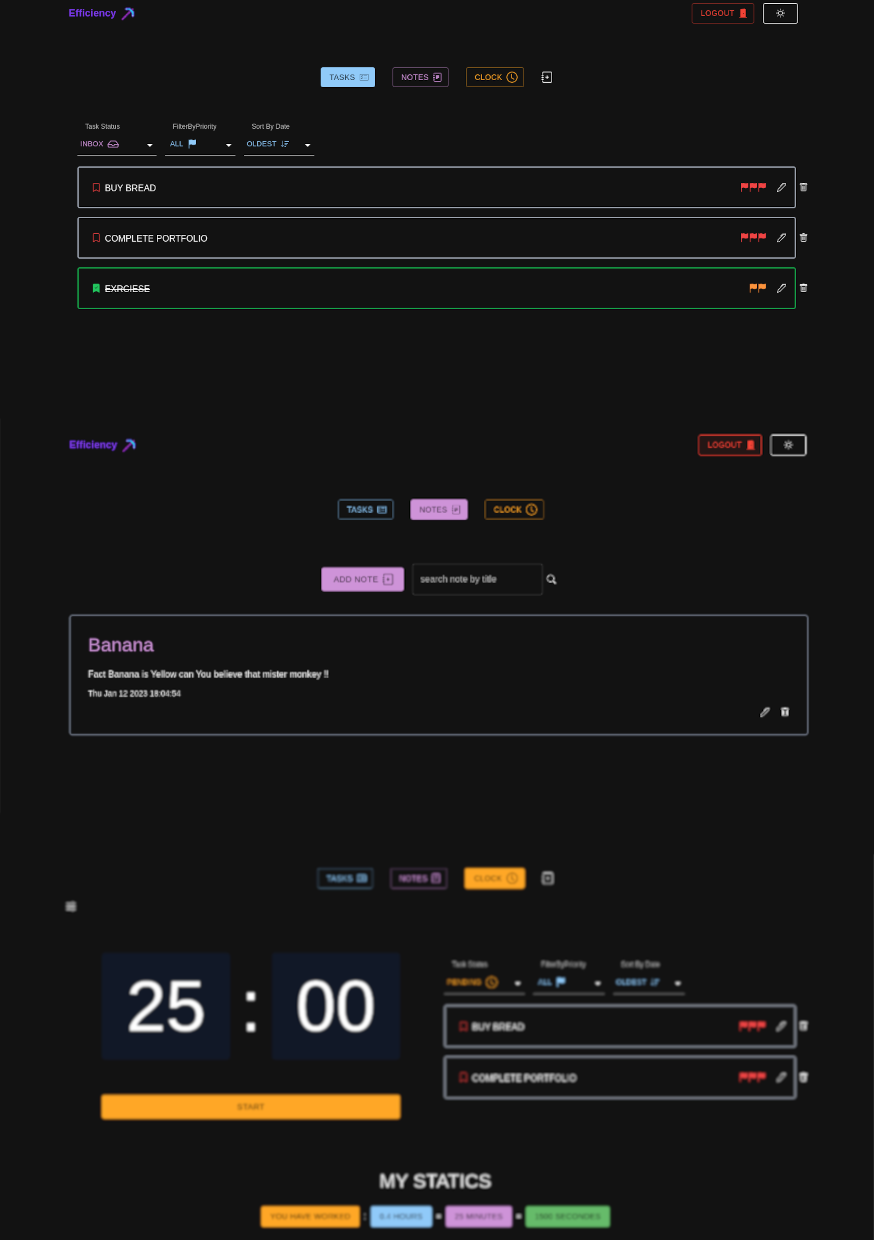 Efficiency LOGOUT
TASKS NOTES CLOCK
Task Status FilterByPriority Sort By Date
INBOX ALL OLDEST
BUY BREAD
COMPLETE PORTFOLIO
EXRCIESE
Efficiency LOGOUT
TASKS NOTES CLOCK
ADD NOTE search note by title
Banana
Fact Banana is Yellow can You believe that mister monkey !!
Thu Jan 12 2023 18:04:54
TASKS NOTES CLOCK
25 : 00
Task Status FilterByPriority Sort By Date
PENDING ALL OLDEST
BUY BREAD
COMPLETE PORTFOLIO
START
MY STATICS
YOU HAVE WORKED : 0.4 HOURS = 25 MINUTES = 1500 SECONDES